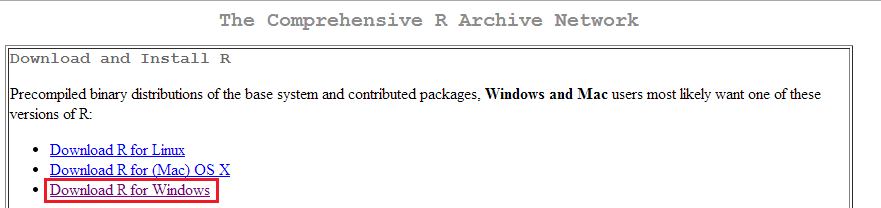 The Comprehensive R Archive Network
Download and Install R
Precompiled binary distributions of the base system and contributed packages, Windows and Mac users most likely want one of these
versions of R:
Download R for Linux
Download R for (Mac) OS X
Download R for Windows